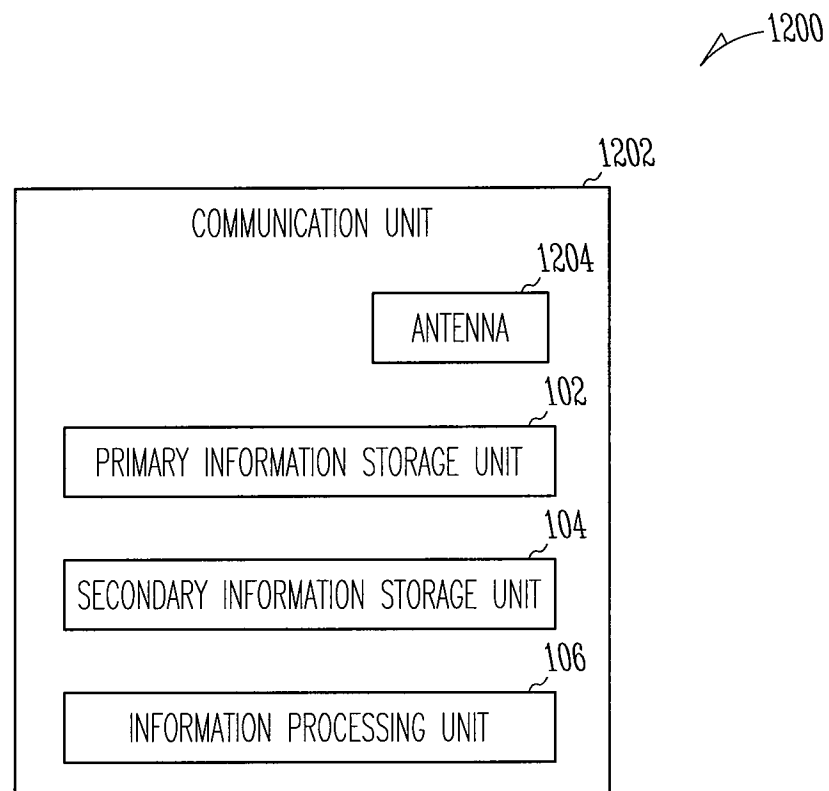 1200
1202
COMMUNICATION UNIT
1204
ANTENNA
102
PRIMARY INFORMATION STORAGE UNIT
104
SECONDARY INFORMATION STORAGE UNIT
106
INFORMATION PROCESSING UNIT